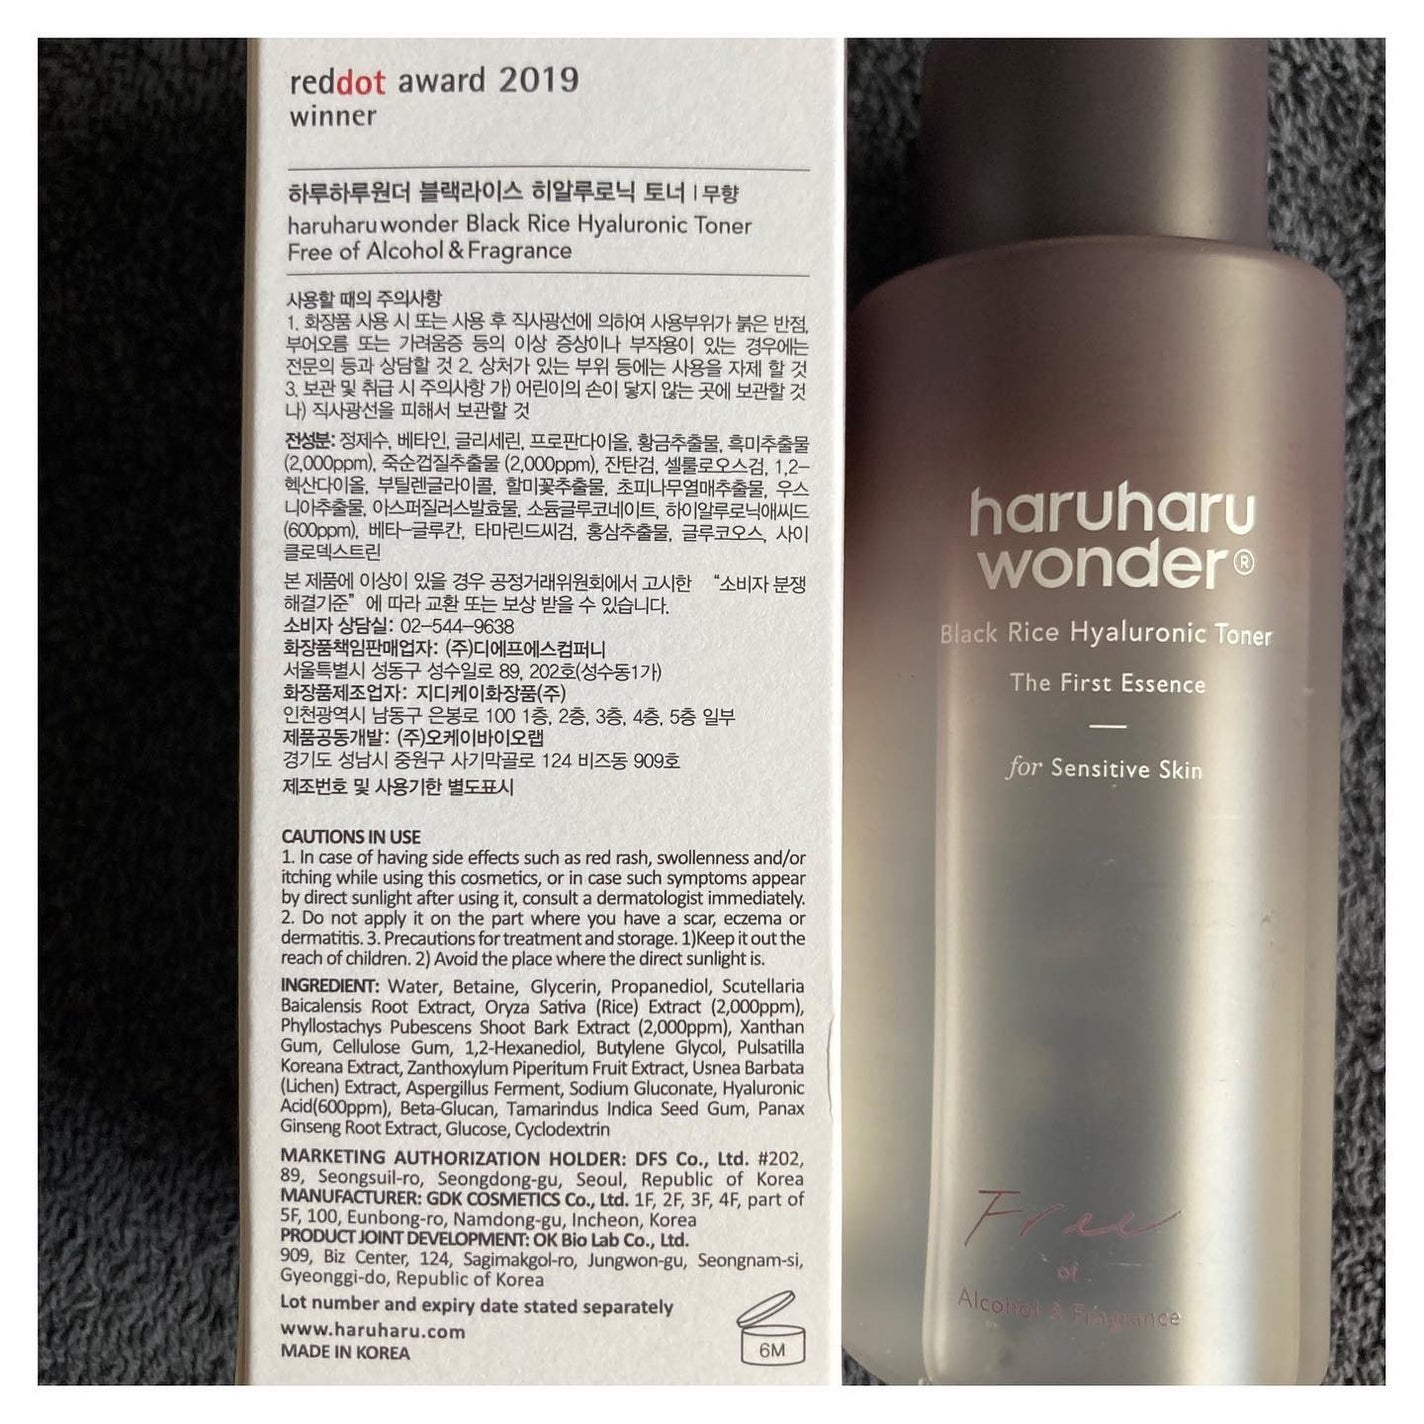 reddot award 2019
winner
하루하루원더 블랙라이스 히알루로닉 토너 | 무향
haruharuwonder Black Rice Hyaluronic Toner
Free of Alcohol & Fragrance
사용할 때의 주의사항
1. 화장품 사용 시 또는 사용 후 직사광선에 의하여 사용부위가 붉은 반점,
부어오름 또는 가려움증 등의 이상 증상이나 부작용이 있는 경우에는
전문의 등과 상담할 것 2. 상처가 있는 부위 등에는 사용을 자제 할 것
3. 보관 및 취급 시 주의사항 가) 어린이의 손이 닿지 않는 곳에 보관할 것
나) 직사광선을 피해서 보관할 것
전성분: 정제수, 베타인, 글리세린, 프로판다이올, 황금추출물, 흑미추출물
(2,000ppm), 죽순껍질추출물 (2,000ppm), 잔탄검, 셀룰로오스검, 1,2-
헥산다이올, 부틸렌글라이콜, 할미꽃추출물, 초피나무열매추출물, 우스
니아추출물, 아스퍼질러스발효물, 소듐글루코네이트, 하이알루로닉애씨드
(600ppm), 베타-글루칸, 타마린드씨검, 홍삼추출물, 글루코오스, 사이
클로덱스트린
본 제품에 이상이 있을 경우 공정거래위원회에서 고시한 “소비자 분쟁
해결기준” 에 따라 교환 또는 보상 받을 수 있습니다.
소비자 상담실: 02-544-9638
화장품책임판매업자: (주)디에프에스컴퍼니
서울특별시 성동구 성수일로 89, 202호(성수동1가)
화장품제조업자: 지디케이화장품(주)
인천광역시 남동구 은봉로 100 1층, 2층, 3층, 4층, 5층 일부
제품공동개발: (주)오케이바이오랩
경기도 성남시 중원구 사기막골로 124 비즈동 909호
제조번호 및 사용기한 별도표시
CAUTIONS IN USE
1. In case of having side effects such as red rash, swollenness and/or
itching while using this cosmetics, or in case such symptoms appear
by direct sunlight after using it, consult a dermatologist immediately.
2. Do not apply it on the part where you have a scar, eczema or
dermatitis. 3. Precautions for treatment and storage. 1)Keep it out the
reach of children. 2) Avoid the place where the direct sunlight is.
INGREDIENT: Water, Betaine, Glycerin, Propanediol, Scutellaria
Baicalensis Root Extract, Oryza Sativa (Rice) Extract (2,000ppm),
Phyllostachys Pubescens Shoot Bark Extract (2,000ppm), Xanthan
Gum, Cellulose Gum, 1,2-Hexanediol, Butylene Glycol, Pulsatilla
Koreana Extract, Zanthoxylum Piperitum Fruit Extract, Usnea Barbata
(Lichen) Extract, Aspergillus Ferment, Sodium Gluconate, Hyaluronic
Acid(600ppm), Beta-Glucan, Tamarindus Indica Seed Gum, Panax
Ginseng Root Extract, Glucose, Cyclodextrin
MARKETING AUTHORIZATION HOLDER: DFS Co., Ltd. #202,
89, Seongsuil-ro, Seongdong-gu, Seoul, Republic of Korea
MANUFACTURER: GDK COSMETICS Co., Ltd. 1F, 2F, 3F, 4F, part of
5F, 100, Eunbong-ro, Namdong-gu, Incheon, Korea
PRODUCT JOINT DEVELOPMENT: OK Bio Lab Co., Ltd.
909, Biz Center, 124, Sagimakgol-ro, Jungwon-gu, Seongnam-si,
Gyeonggi-do, Republic of Korea
Lot number and expiry date stated separately
www.haruharu.com
MADE IN KOREA
6M
haruharu
wonder®
Black Rice Hyaluronic Toner
The First Essence
for Sensitive Skin
Free
of
Alcohol & Fragrance